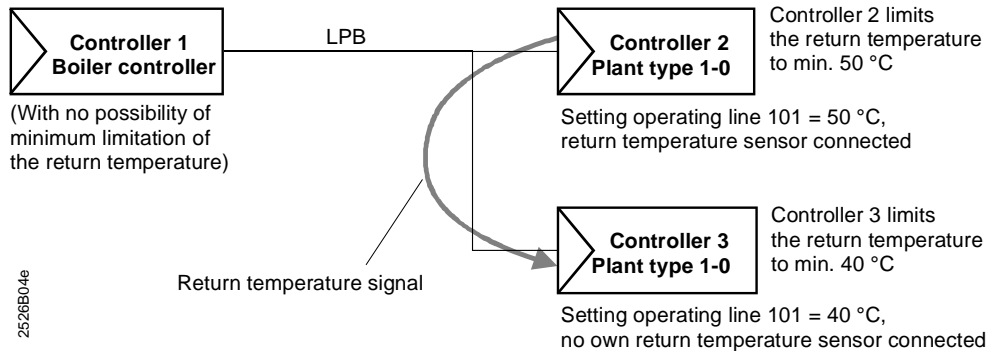 Controller 1
Boiler controller
(With no possibility of
minimum limitation of
the return temperature)
LPB
Controller 2
Plant type 1-0
Controller 2 limits
the return temperature
to min. 50 °C
Setting operating line 101 = 50 °C,
return temperature sensor connected
Return temperature signal
Controller 3
Plant type 1-0
Controller 3 limits
the return temperature
to min. 40 °C
Setting operating line 101 = 40 °C,
no own return temperature sensor connected
2526B04e